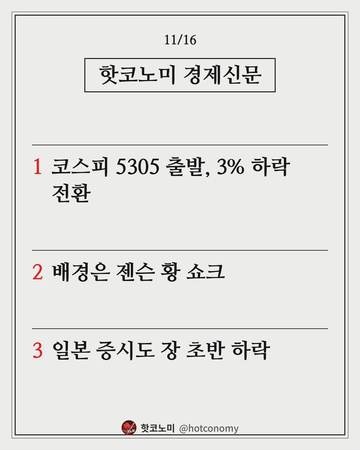 11/16
핫코노미 경제신문
1 코스피 5305 출발, 3% 하락
전환
2 배경은 젠슨 황 쇼크
3 일본 증시도 장 초반 하락
핫코노미 @hotconomy